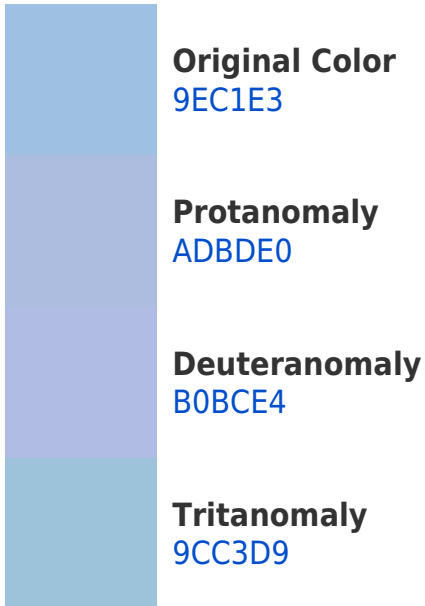 Original Color
9EC1E3
Protanomaly
ADBDE0
Deuteranomaly
B0BCE4
Tritanomaly
9CC3D9